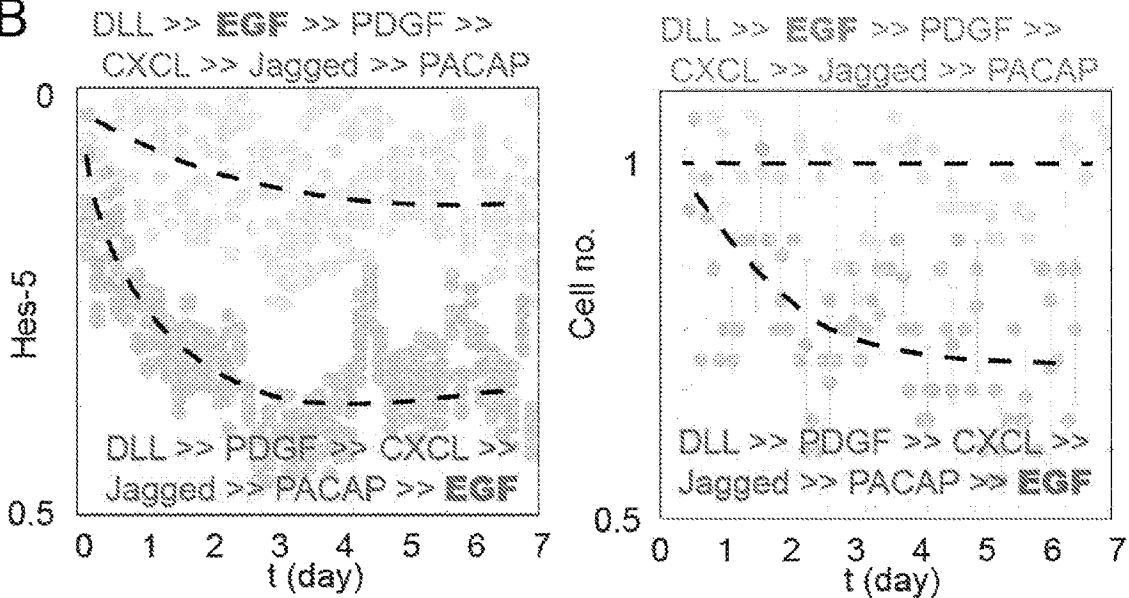 B
DLL >> EGF >> PDGF >>
CXCL >> Jagged >> PACAP
0
Hes-5
0.5
DLL >> PDGF >> CXCL >>
Jagged >> PACAP >> EGF
0 1 2 3 4 5 6 7
t (day)
DLL >> EGF >> PDGF >>
CXCL >> Jagged >> PACAP
1
Cell no.
0.5
DLL >> PDGF >> CXCL >>
Jagged >> PACAP >> EGF
0 1 2 3 4 5 6 7
t (day)